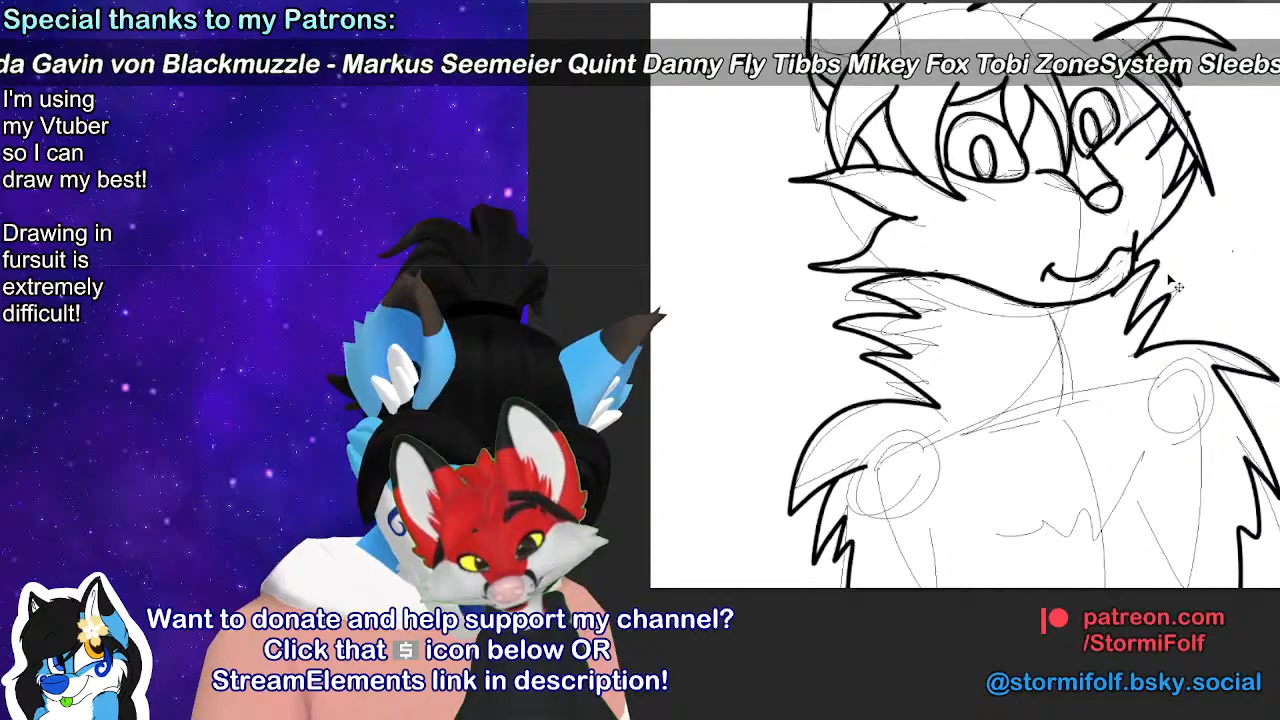 Special thanks to my Patrons:
da Gavin von Blackmuzzle - Markus Seemeier Quint Danny Fly Tibbs Mikey Fox Tobi ZoneSystem Sleebs
I'm using
my Vtuber
so I can
draw my best!
Drawing in
fursuit is
extremely
difficult!
Want to donate and help support my channel?
Click that $ icon below OR
StreamElements link in description!
patreon.com
/StormiFolf
@stormifolf.bsky.social